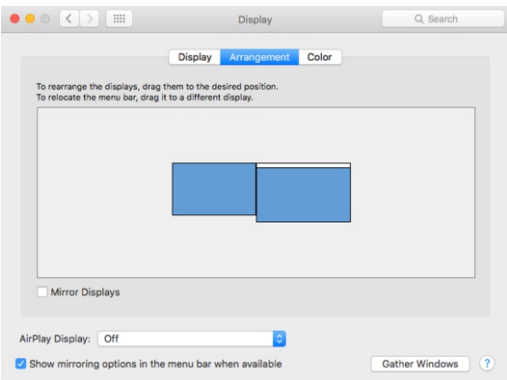 Display
Search
Display Arrangement Color
To rearrange the displays, drag them to the desired position.
To relocate the menu bar, drag it to a different display.
Mirror Displays
AirPlay Display: Off
Show mirroring options in the menu bar when available
Gather Windows ?